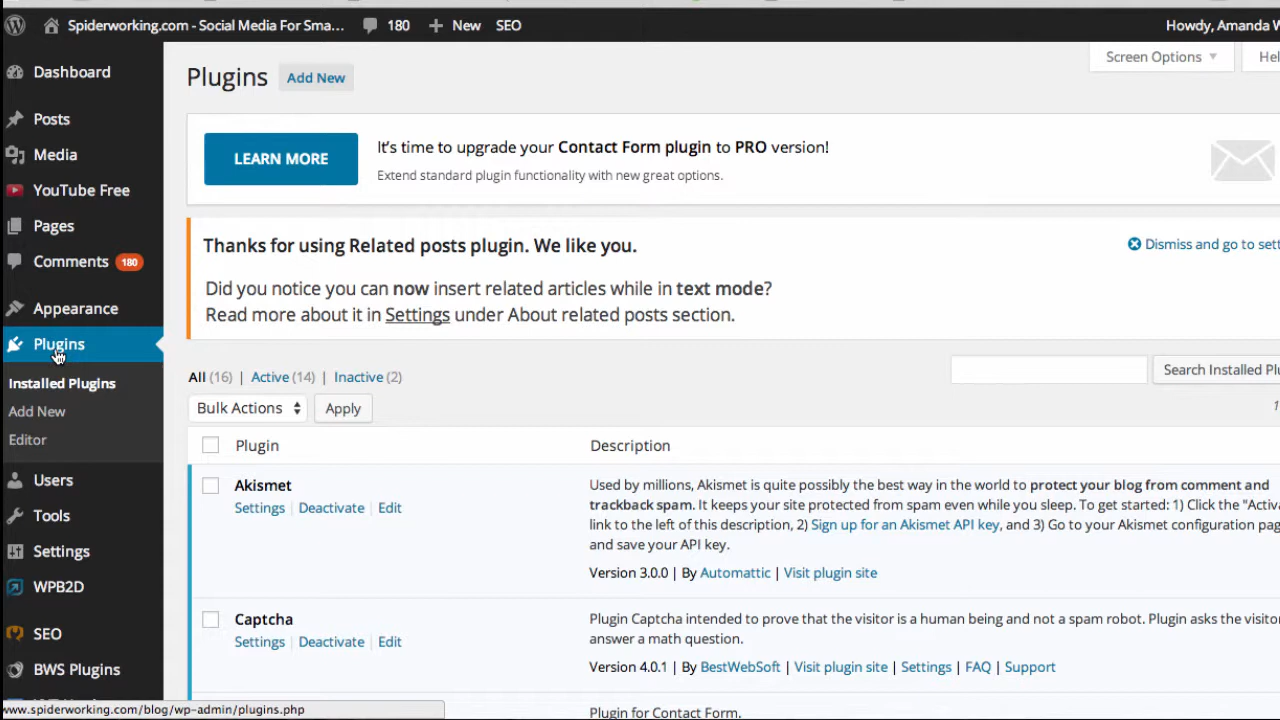 Spiderworking.com - Social Media For Sma... 180 New SEO Howdy, Amanda W
Dashboard
Posts
Media
YouTube Free
Pages
Comments 180
Appearance
Plugins
Installed Plugins
Add New
Editor
Users
Tools
Settings
WPB2D
SEO
BWS Plugins
www.spiderworking.com/blog/wp-admin/plugins.php
Screen Options Hel
Plugins Add New
LEARN MORE
It's time to upgrade your Contact Form plugin to PRO version!
Extend standard plugin functionality with new great options.
Thanks for using Related posts plugin. We like you.
Dismiss and go to sett
Did you notice you can now insert related articles while in text mode?
Read more about it in Settings under About related posts section.
All (16) | Active (14) | Inactive (2)
Search Installed Plu
Bulk Actions Apply
1
Plugin Description
Akismet
Settings | Deactivate | Edit
Used by millions, Akismet is quite possibly the best way in the world to protect your blog from comment and
trackback spam. It keeps your site protected from spam even while you sleep. To get started: 1) Click the "Activa
link to the left of this description, 2) Sign up for an Akismet API key, and 3) Go to your Akismet configuration pag
and save your API key.
Version 3.0.0 | By Automattic | Visit plugin site
Captcha
Settings | Deactivate | Edit
Plugin Captcha intended to prove that the visitor is a human being and not a spam robot. Plugin asks the visitor
answer a math question.
Version 4.0.1 | By BestWebSoft | Visit plugin site | Settings | FAQ | Support
Plugin for Contact Form.